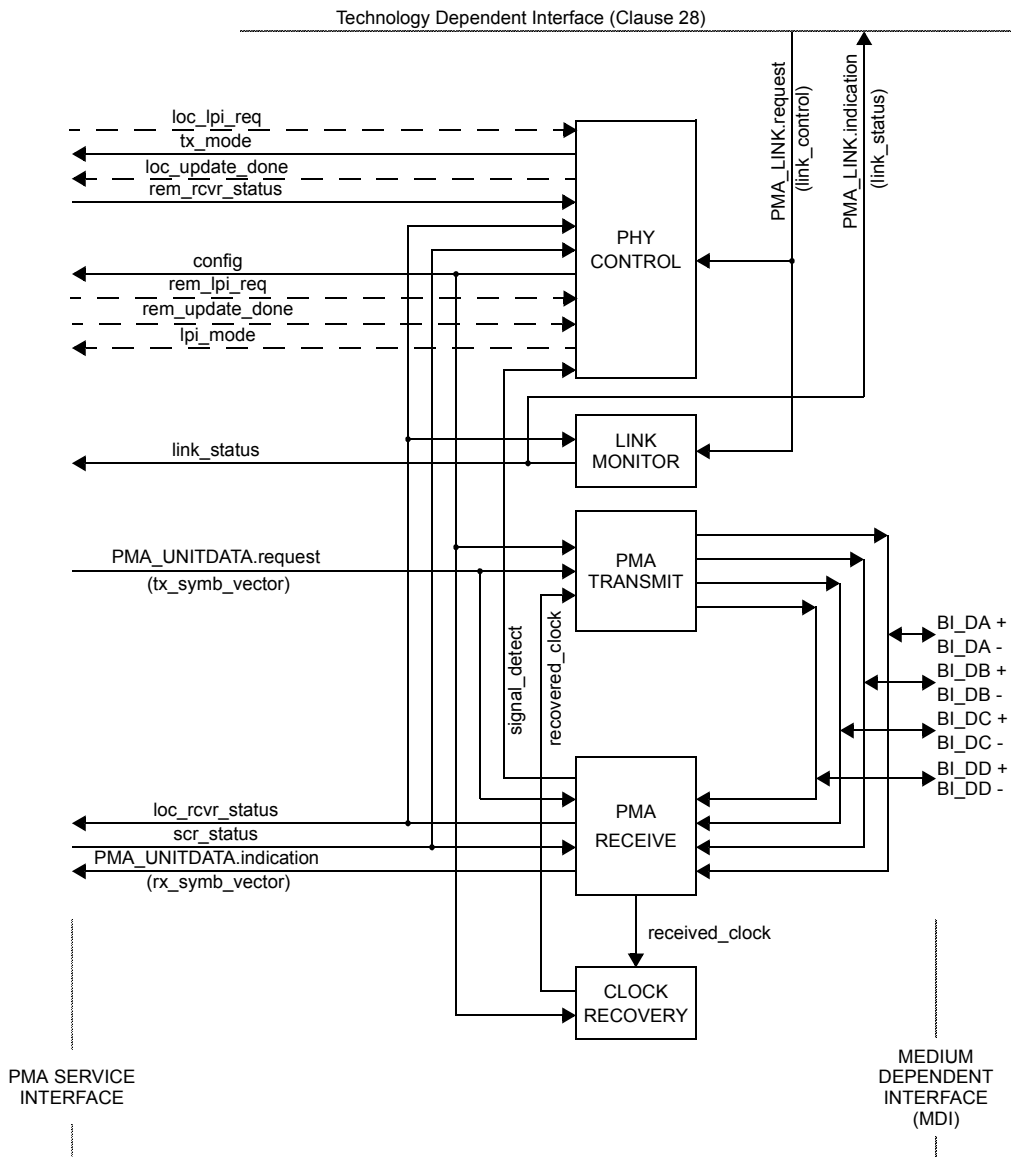 Technology Dependent Interface (Clause 28)
PMA_LINK.request
(link_control)
PMA_LINK.indication
(link_status)
loc_lpi_req
tx_mode
loc_update_done
rem_rcvr_status
PHY
CONTROL
config
rem_lpi_req
rem_update_done
lpi_mode
LINK
MONITOR
link_status
PMA_UNITDATA.request
(tx_symb_vector)
PMA
TRANSMIT
signal_detect
recovered_clock
BI_DA +
BI_DA -
BI_DB +
BI_DB -
BI_DC +
BI_DC -
BI_DD +
BI_DD -
PMA
RECEIVE
loc_rcvr_status
scr_status
PMA_UNITDATA.indication
(rx_symb_vector)
received_clock
CLOCK
RECOVERY
PMA SERVICE
INTERFACE
MEDIUM
DEPENDENT
INTERFACE
(MDI)